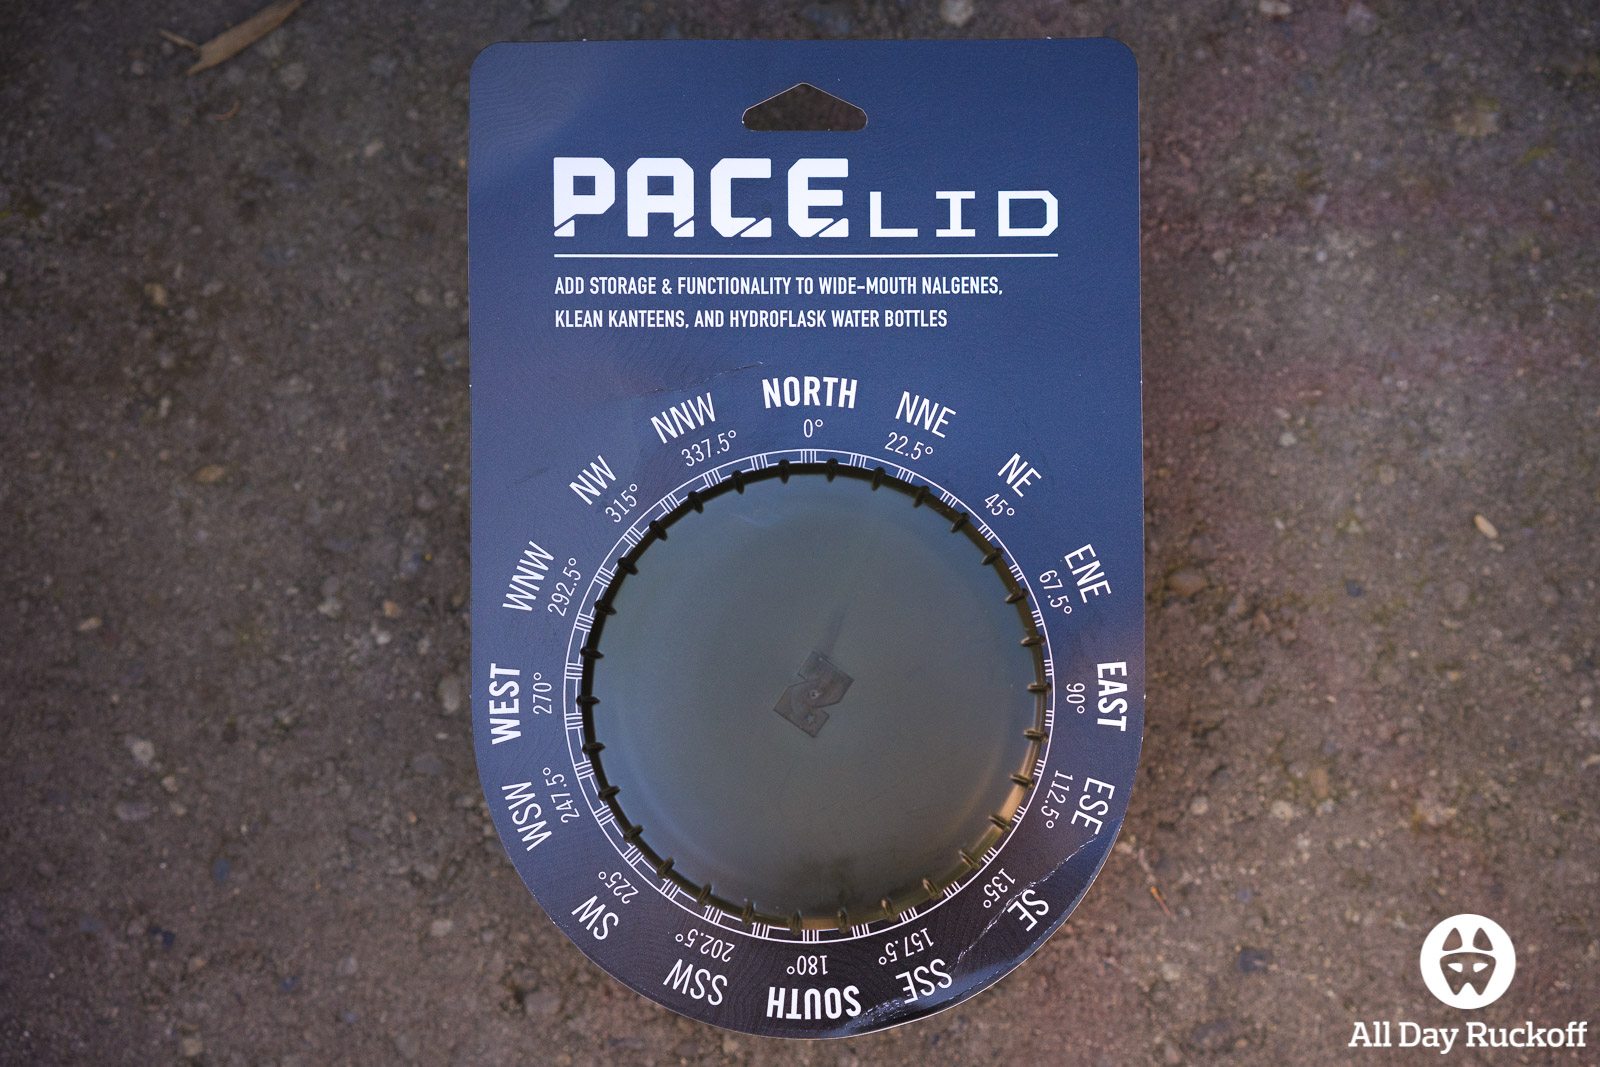 PACE LID
ADD STORAGE & FUNCTIONALITY TO WIDE-MOUTH NALGENES,
KLEAN KANTEENS, AND HYDROFLASK WATER BOTTLES
NORTH
0°
NNE
22.5°
NE
45°
ENE
67.5°
EAST
90°
ESE
112.5°
SE
135°
SSE
157.5°
SOUTH
180°
SSW
202.5°
SW
225°
WSW
247.5°
WEST
270°
WNW
292.5°
NW
315°
NNW
337.5°
All Day Ruckoff